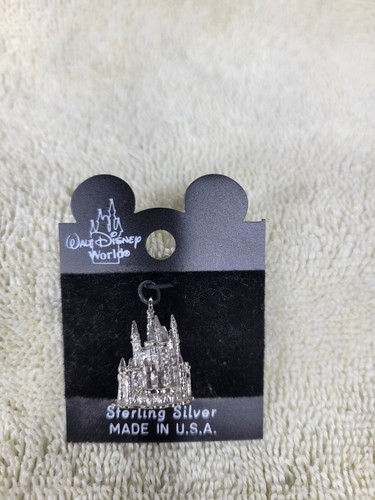 Walt Disney
World®
Sterling Silver
MADE IN U.S.A.